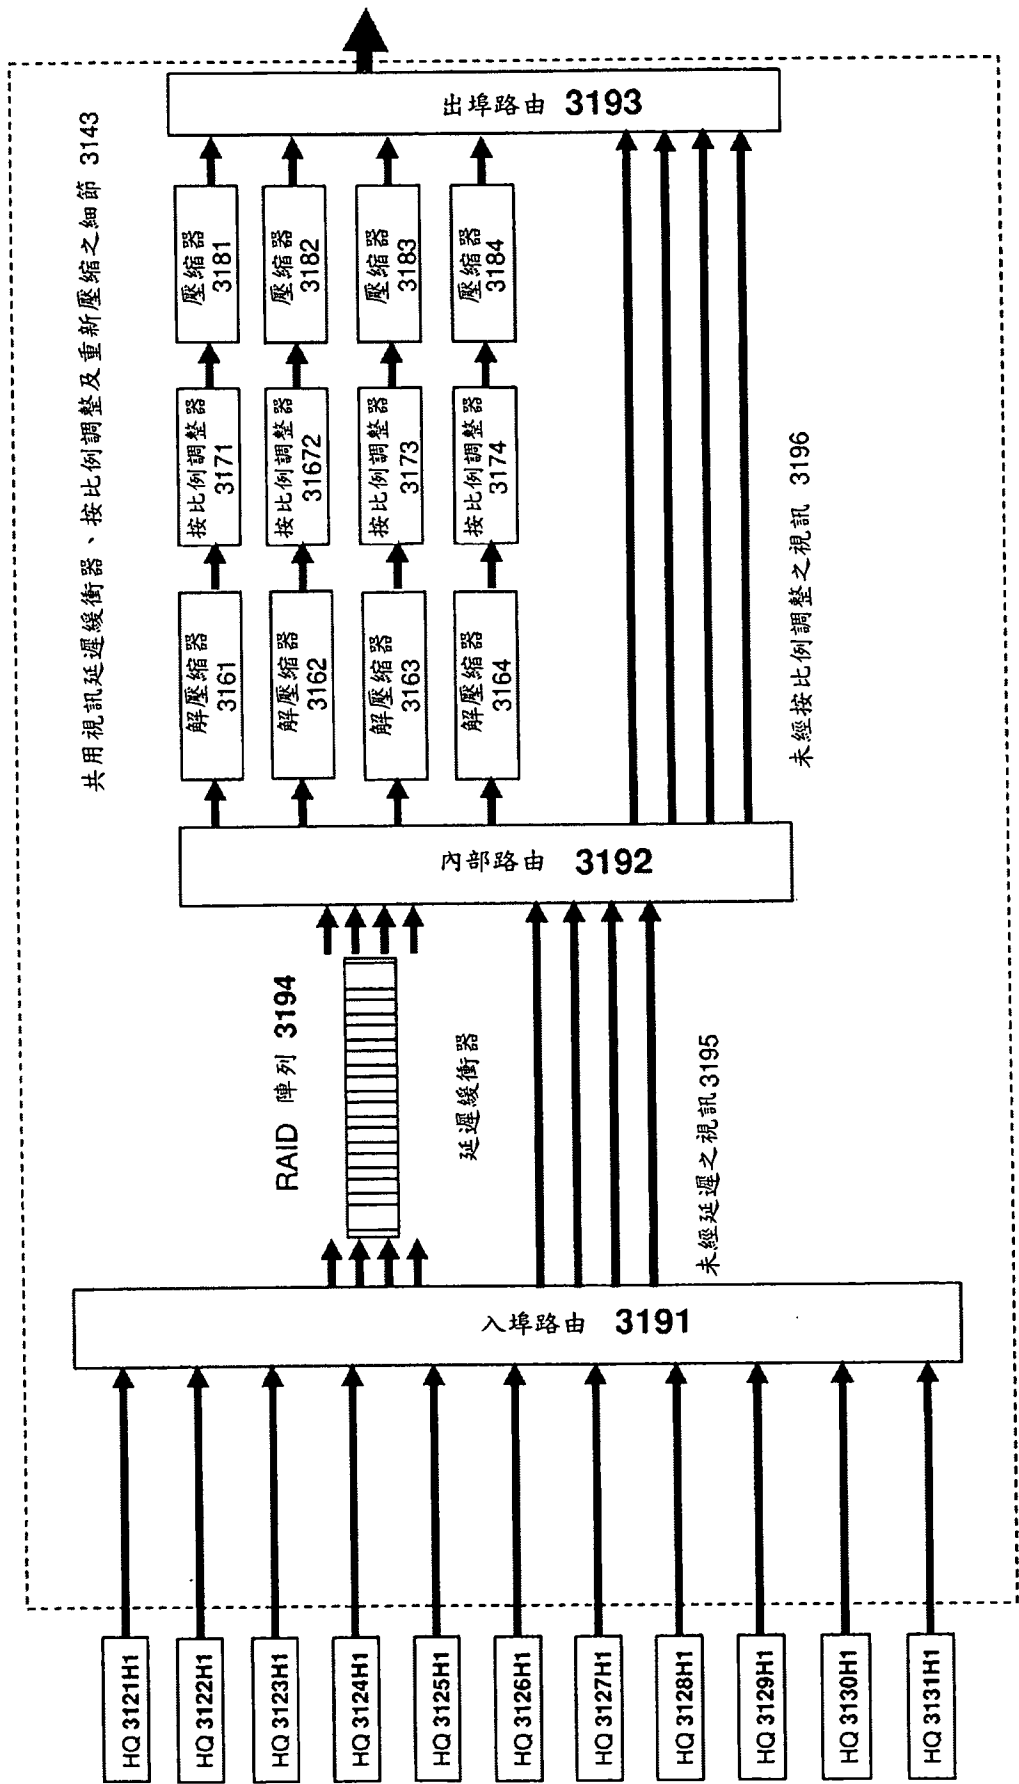 出埠路由 3193
共用視訊延遲緩衝器、按比例調整及重新壓縮之細節 3143
壓縮器
3181
壓縮器
3182
壓縮器
3183
壓縮器
3184
按比例調整器
3171
按比例調整器
31672
按比例調整器
3173
按比例調整器
3174
解壓縮器
3161
解壓縮器
3162
解壓縮器
3163
解壓縮器
3164
未經按比例調整之視訊 3196
內部路由 3192
RAID 陣列 3194
延遲緩衝器
未經延遲之視訊3195
入埠路由 3191
HQ 3121H1
HQ 3122H1
HQ 3123H1
HQ 3124H1
HQ 3125H1
HQ 3126H1
HQ 3127H1
HQ 3128H1
HQ 3129H1
HQ 3130H1
HQ 3131H1